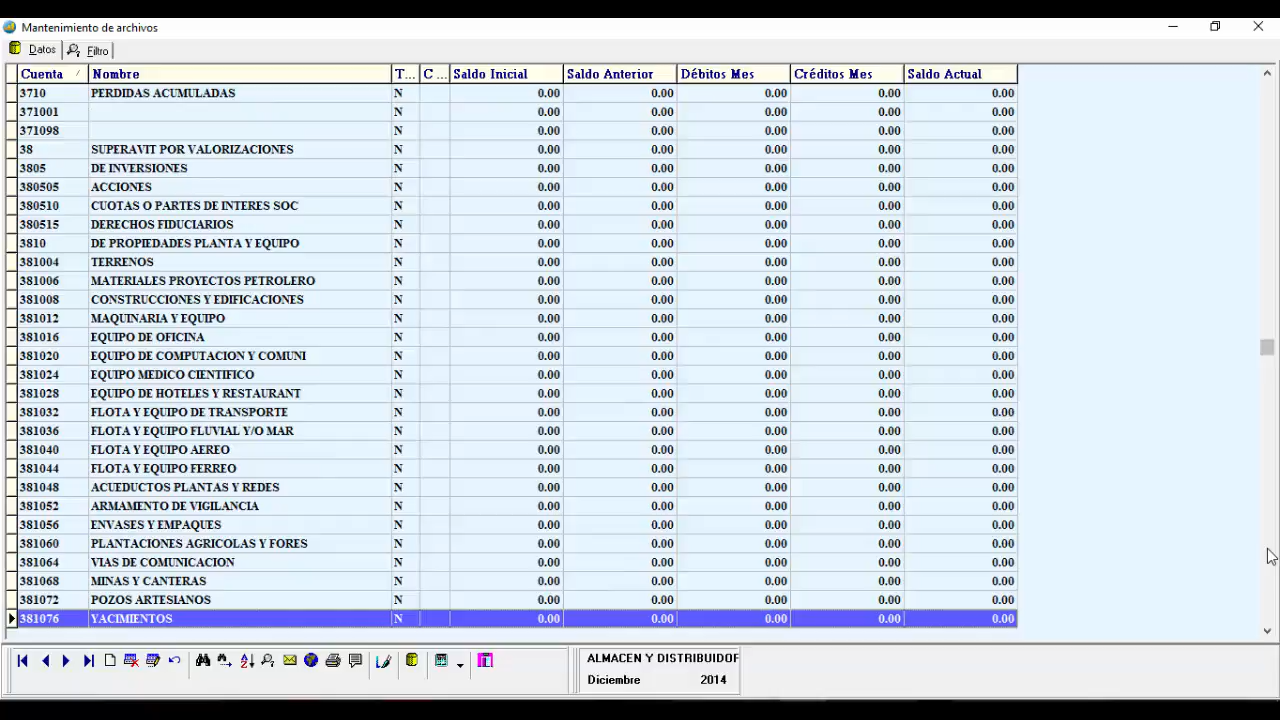 Mantenimiento de archivos
Datos Filtro
Cuenta Nombre T... C ... Saldo Inicial Saldo Anterior Débitos Mes Créditos Mes Saldo Actual
3710 PERDIDAS ACUMULADAS N 0.00 0.00 0.00 0.00 0.00
371001 N 0.00 0.00 0.00 0.00 0.00
371098 N 0.00 0.00 0.00 0.00 0.00
38 SUPERAVIT POR VALORIZACIONES N 0.00 0.00 0.00 0.00 0.00
3805 DE INVERSIONES N 0.00 0.00 0.00 0.00 0.00
380505 ACCIONES N 0.00 0.00 0.00 0.00 0.00
380510 CUOTAS O PARTES DE INTERES SOC N 0.00 0.00 0.00 0.00 0.00
380515 DERECHOS FIDUCIARIOS N 0.00 0.00 0.00 0.00 0.00
3810 DE PROPIEDADES PLANTA Y EQUIPO N 0.00 0.00 0.00 0.00 0.00
381004 TERRENOS N 0.00 0.00 0.00 0.00 0.00
381006 MATERIALES PROYECTOS PETROLERO N 0.00 0.00 0.00 0.00 0.00
381008 CONSTRUCCIONES Y EDIFICACIONES N 0.00 0.00 0.00 0.00 0.00
381012 MAQUINARIA Y EQUIPO N 0.00 0.00 0.00 0.00 0.00
381016 EQUIPO DE OFICINA N 0.00 0.00 0.00 0.00 0.00
381020 EQUIPO DE COMPUTACION Y COMUNI N 0.00 0.00 0.00 0.00 0.00
381024 EQUIPO MEDICO CIENTIFICO N 0.00 0.00 0.00 0.00 0.00
381028 EQUIPO DE HOTELES Y RESTAURANT N 0.00 0.00 0.00 0.00 0.00
381032 FLOTA Y EQUIPO DE TRANSPORTE N 0.00 0.00 0.00 0.00 0.00
381036 FLOTA Y EQUIPO FLUVIAL Y/O MAR N 0.00 0.00 0.00 0.00 0.00
381040 FLOTA Y EQUIPO AEREO N 0.00 0.00 0.00 0.00 0.00
381044 FLOTA Y EQUIPO FERREO N 0.00 0.00 0.00 0.00 0.00
381048 ACUEDUCTOS PLANTAS Y REDES N 0.00 0.00 0.00 0.00 0.00
381052 ARMAMENTO DE VIGILANCIA N 0.00 0.00 0.00 0.00 0.00
381056 ENVASES Y EMPAQUES N 0.00 0.00 0.00 0.00 0.00
381060 PLANTACIONES AGRICOLAS Y FORES N 0.00 0.00 0.00 0.00 0.00
381064 VIAS DE COMUNICACION N 0.00 0.00 0.00 0.00 0.00
381068 MINAS Y CANTERAS N 0.00 0.00 0.00 0.00 0.00
381072 POZOS ARTESIANOS N 0.00 0.00 0.00 0.00 0.00
381076 YACIMIENTOS N 0.00 0.00 0.00 0.00 0.00
ALMACEN Y DISTRIBUIDOR
Diciembre 2014